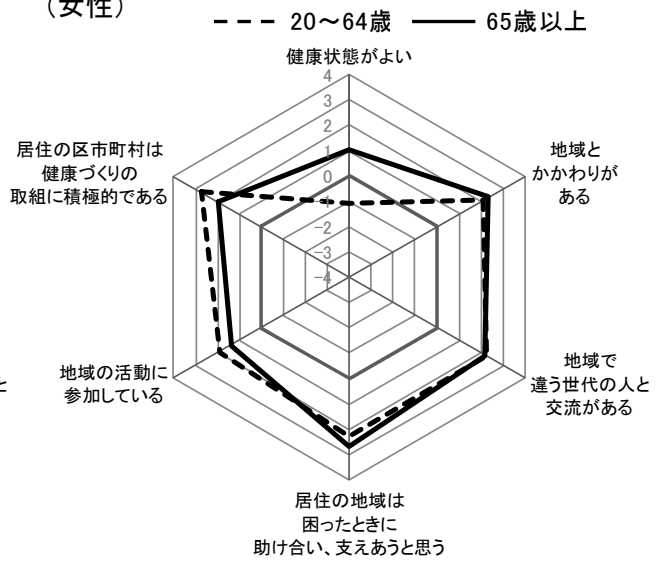 （女性）
20～64歳
65歳以上
健康状態がよい
4
3
2
1
0
-1
-2
-3
-4
地域と
かかわりが
ある
地域で
違う世代の人と
交流がある
居住の地域は
困ったときに
助け合い、支えあうと思う
地域の活動に
参加している
居住の区市町村は
健康づくりの
取組に積極的である
と